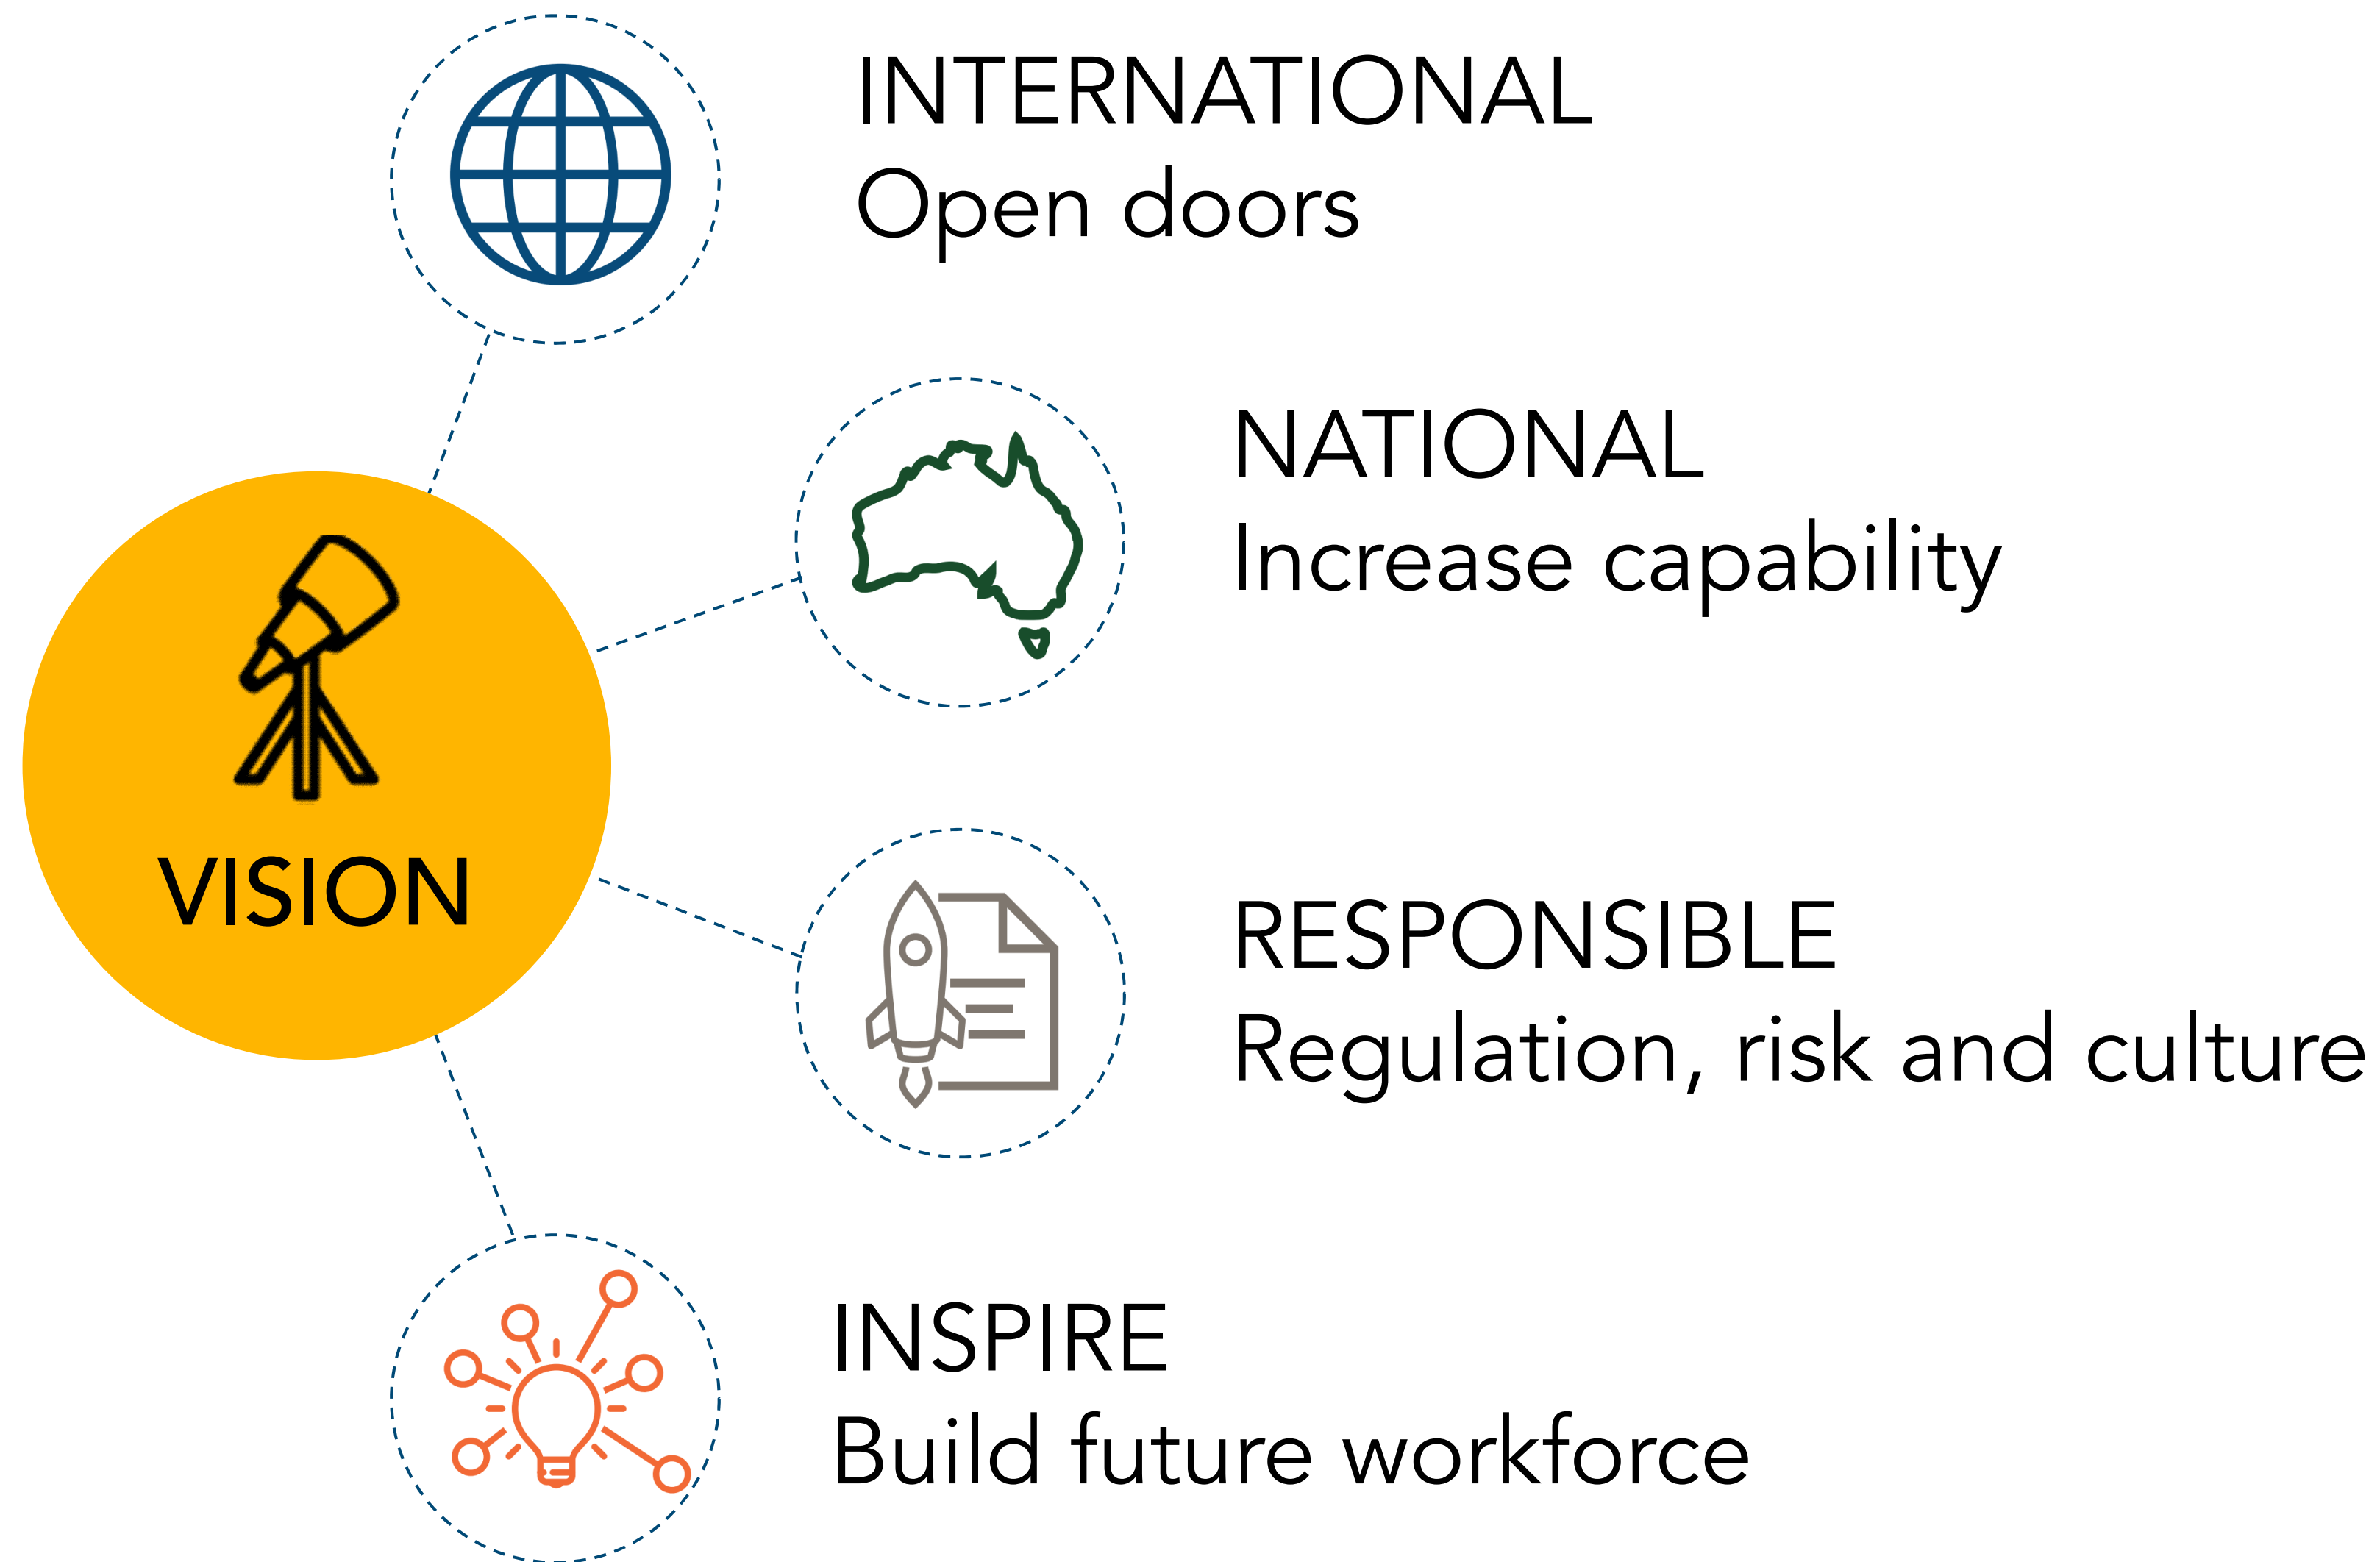 INTERNATIONAL
Open doors
NATIONAL
Increase capability
VISION
RESPONSIBLE
Regulation, risk and culture
INSPIRE
Build future workforce